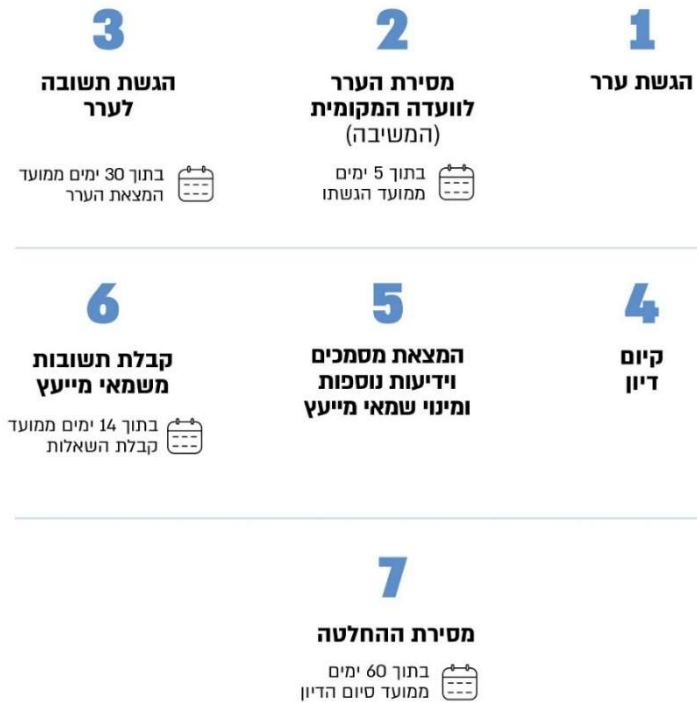 1
הגשת ערר
2
מסירת הערר
לוועדה המקומית
(המשיבה)
בתוך 5 ימים
ממועד הגשתו
3
הגשת תשובה
לערר
בתוך 30 ימים ממועד
המצאת הערר
4
קיום
דיון
5
המצאת מסמכים
וידיעות נוספות
ומינוי שמאי מייעץ
6
קבלת תשובות
משמאי מייעץ
בתוך 14 ימים ממועד
קבלת השאלות
7
מסירת ההחלטה
בתוך 60 ימים
ממועד סיום הדיון